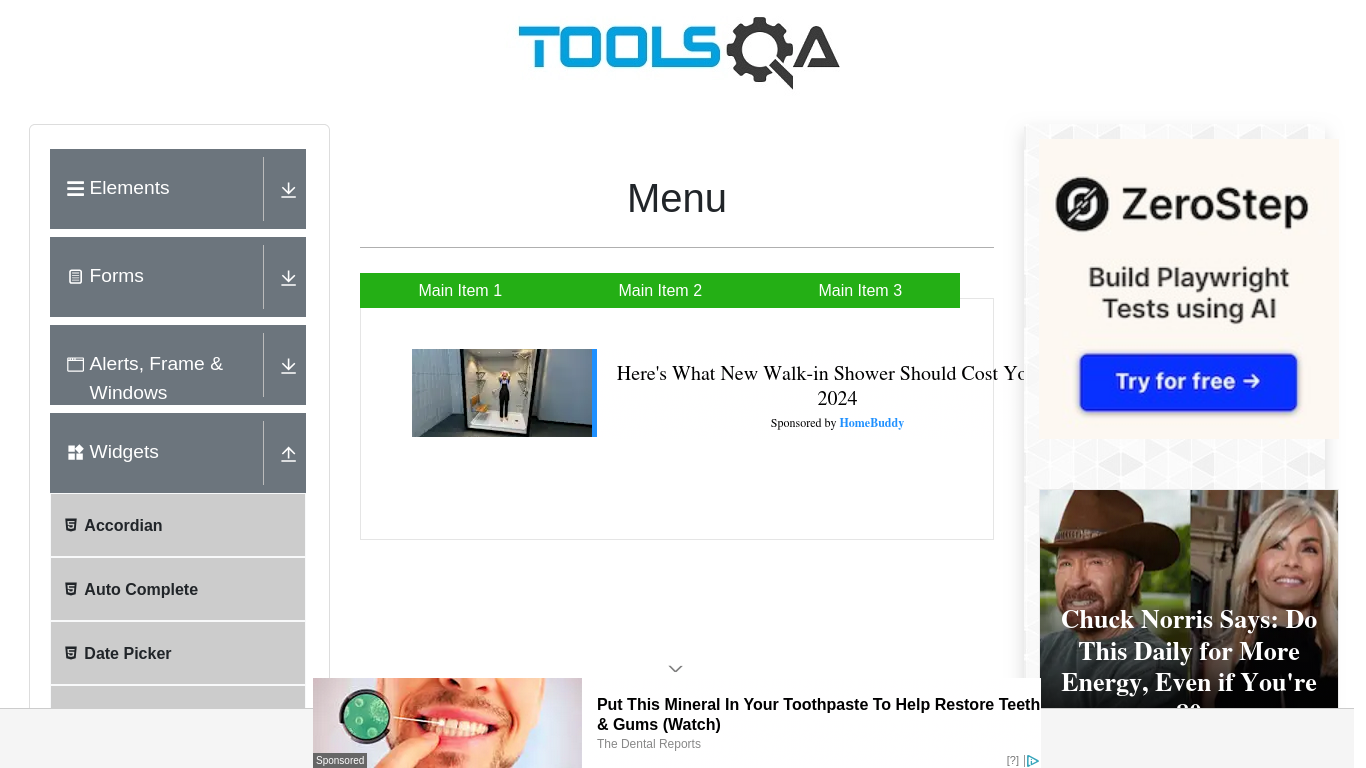 TOOLSQA
Elements
Forms
Alerts, Frame &
Windows
Widgets
Accordian
Auto Complete
Date Picker
Menu
Main Item 1
Main Item 2
Main Item 3
Here's What New Walk-in Shower Should Cost Yo
2024
Sponsored by HomeBuddy
ZeroStep
Build Playwright
Tests using AI
Try for free →
Chuck Norris Says: Do
This Daily for More
Energy, Even if You're
Put This Mineral In Your Toothpaste To Help Restore Teeth
& Gums (Watch)
The Dental Reports
Sponsored
[?]